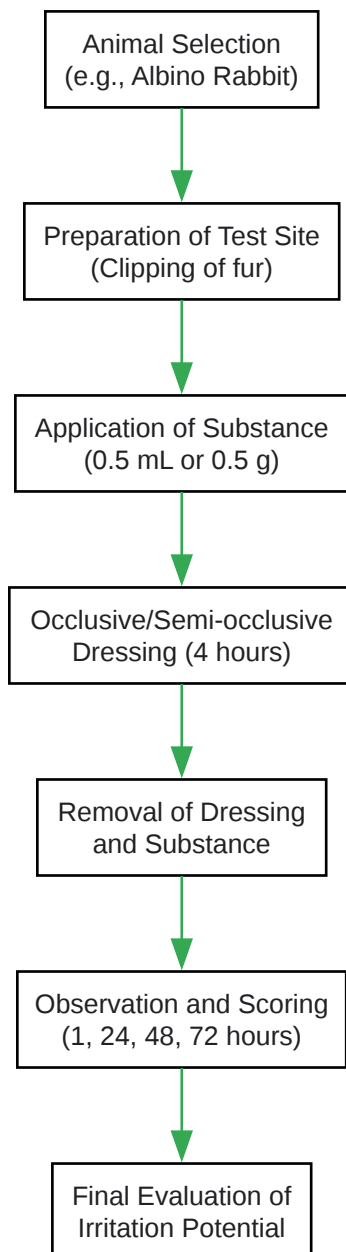 Animal Selection
(e.g., Albino Rabbit)
Preparation of Test Site
(Clipping of fur)
Application of Substance
(0.5 mL or 0.5 g)
Occlusive/Semi-occlusive
Dressing (4 hours)
Removal of Dressing
and Substance
Observation and Scoring
(1, 24, 48, 72 hours)
Final Evaluation of
Irritation Potential